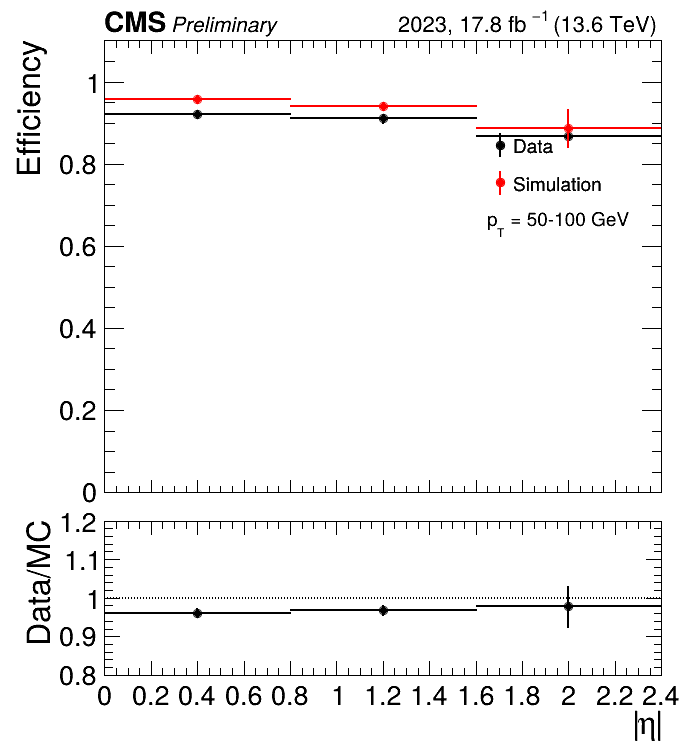 CMS Preliminary 2023, 17.8 fb⁻¹ (13.6 TeV)
Efficiency
1
0.8
0.6
0.4
0.2
0
Data
Simulation
p_T = 50-100 GeV
Data/MC
1.2
1.1
1
0.9
0.8
0 0.2 0.4 0.6 0.8 1 1.2 1.4 1.6 1.8 2 2.2 2.4
|η|